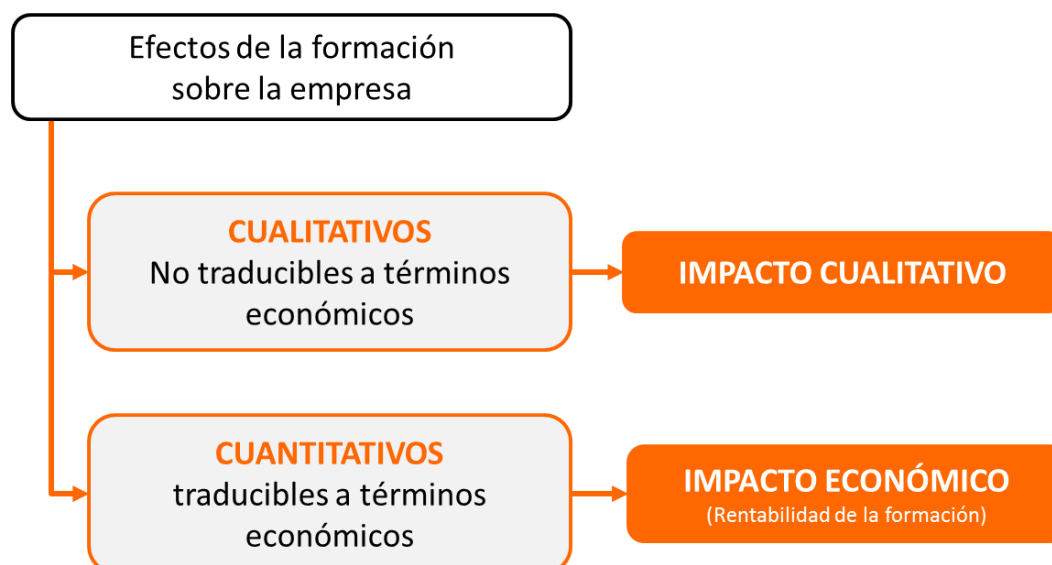 Efectos de la formación
sobre la empresa
CUALITATIVOS
No traducibles a términos
económicos
IMPACTO CUALITATIVO
CUANTITATIVOS
traducibles a términos
económicos
IMPACTO ECONÓMICO
(Rentabilidad de la formación)